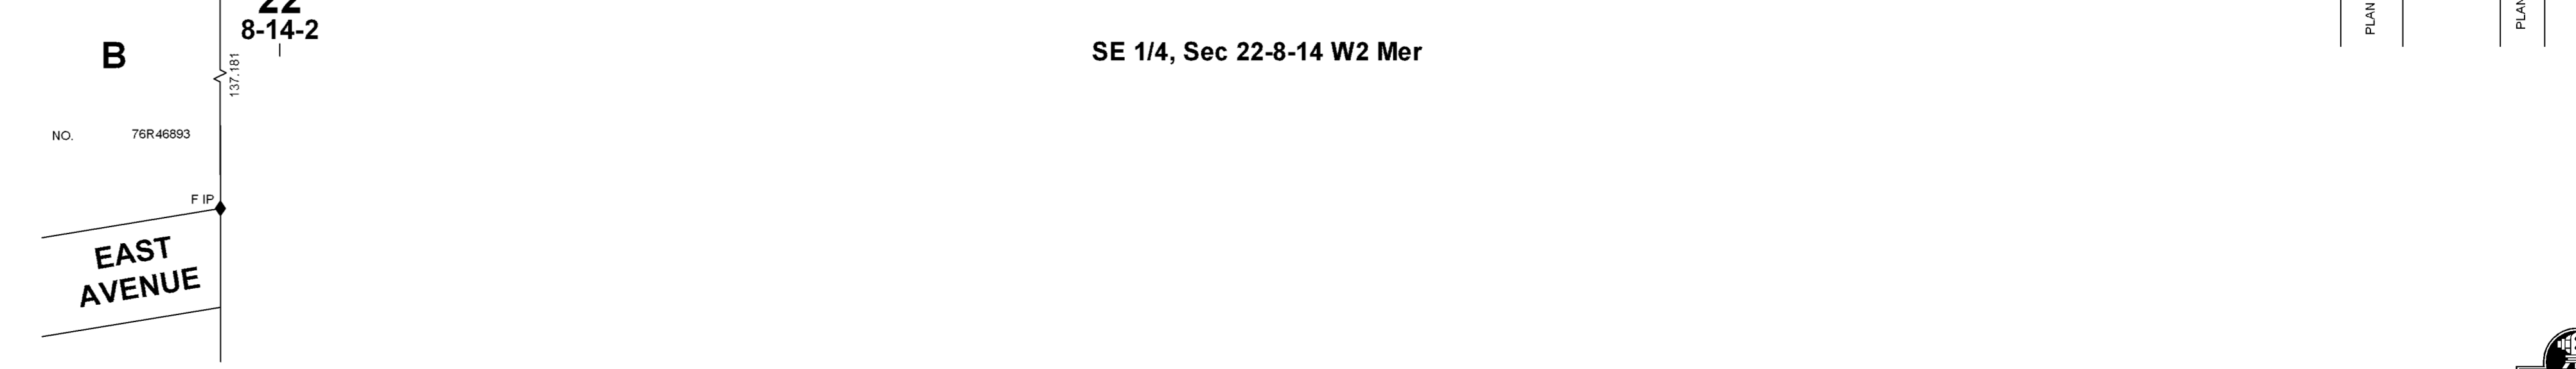 22
8-14-2
B
137.181
SE 1/4, Sec 22-8-14 W2 Mer
PLAN
PLAN
NO. 76R46893
F IP
EAST
AVENUE